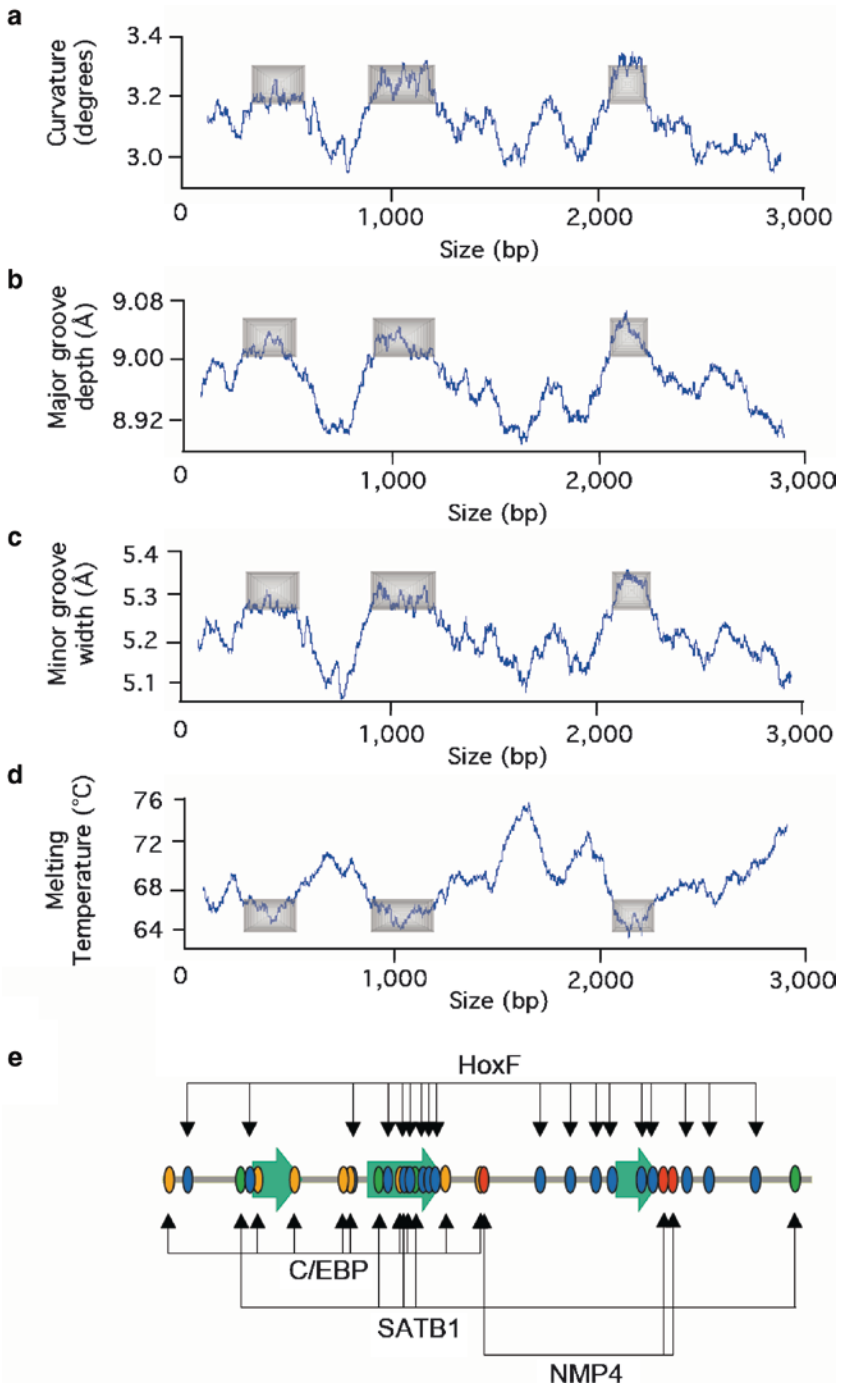 a
Curvature
(degrees)
3.4
3.2
3.0
0
1,000
2,000
3,000
Size (bp)
b
Major groove
depth (Å)
9.08
9.00
8.92
0
1,000
2,000
3,000
Size (bp)
c
Minor groove
width (Å)
5.4
5.3
5.2
5.1
0
1,000
2,000
3,000
Size (bp)
d
Melting
Temperature (°C)
76
72
68
64
0
1,000
2,000
3,000
Size (bp)
e
HoxF
C/EBP
SATB1
NMP4